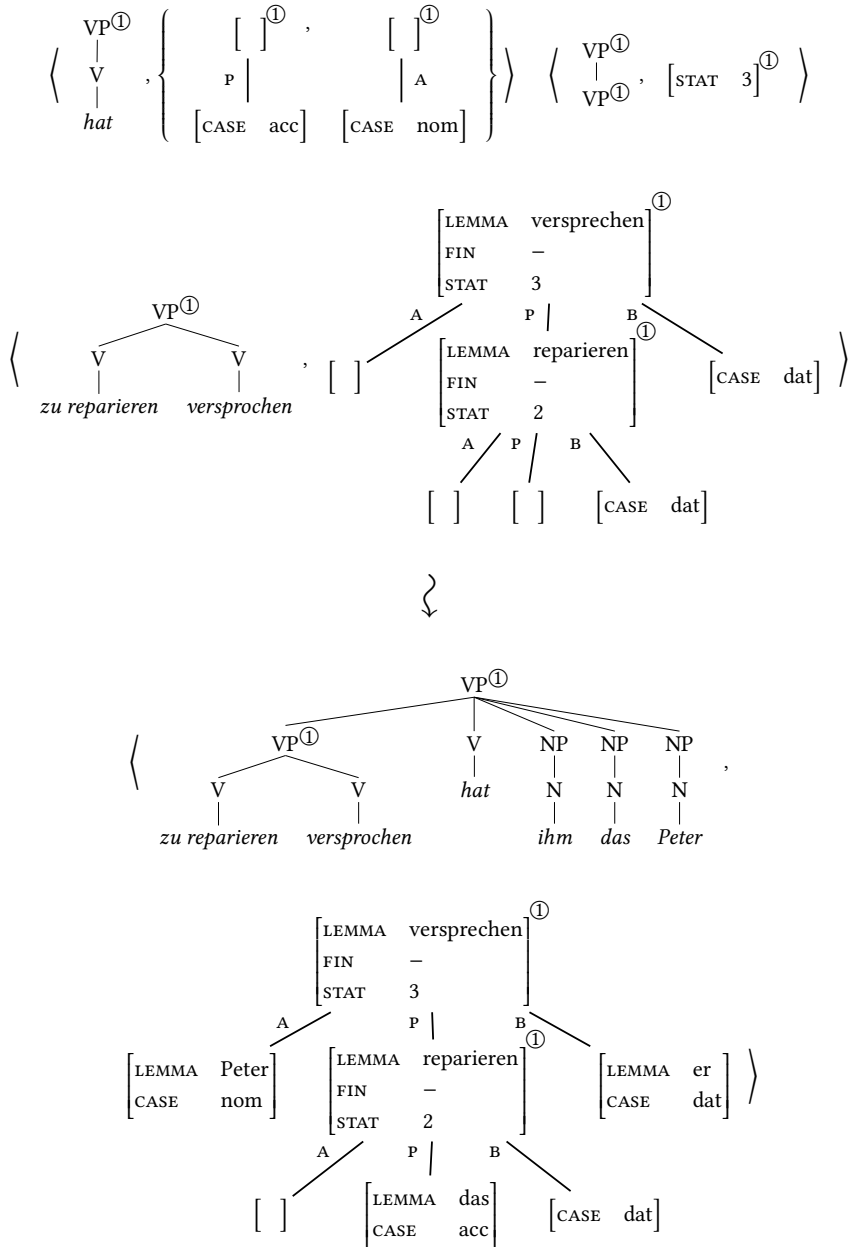 VP① [ ]① , [ ]① VP①
⟨ V , { P A } ⟩ ⟨ , [STAT 3]① ⟩
hat [CASE acc] [CASE nom] VP①
[LEMMA versprechen]①
FIN –
STAT 3
VP① A P B
⟨ V V , [ ] [LEMMA reparieren]① [CASE dat] ⟩
zu reparieren versprochen FIN –
STAT 2
A P B
[ ] [ ] [CASE dat]
VP①
⟨ VP① V NP NP NP ,
V V hat N N N
zu reparieren versprochen ihm das Peter
[LEMMA versprechen]①
FIN –
STAT 3
A P B
[LEMMA Peter] [LEMMA reparieren]① [LEMMA er] ⟩
[CASE nom] FIN – [CASE dat]
STAT 2
A P B
[ ] [LEMMA das] [CASE dat]
[CASE acc]